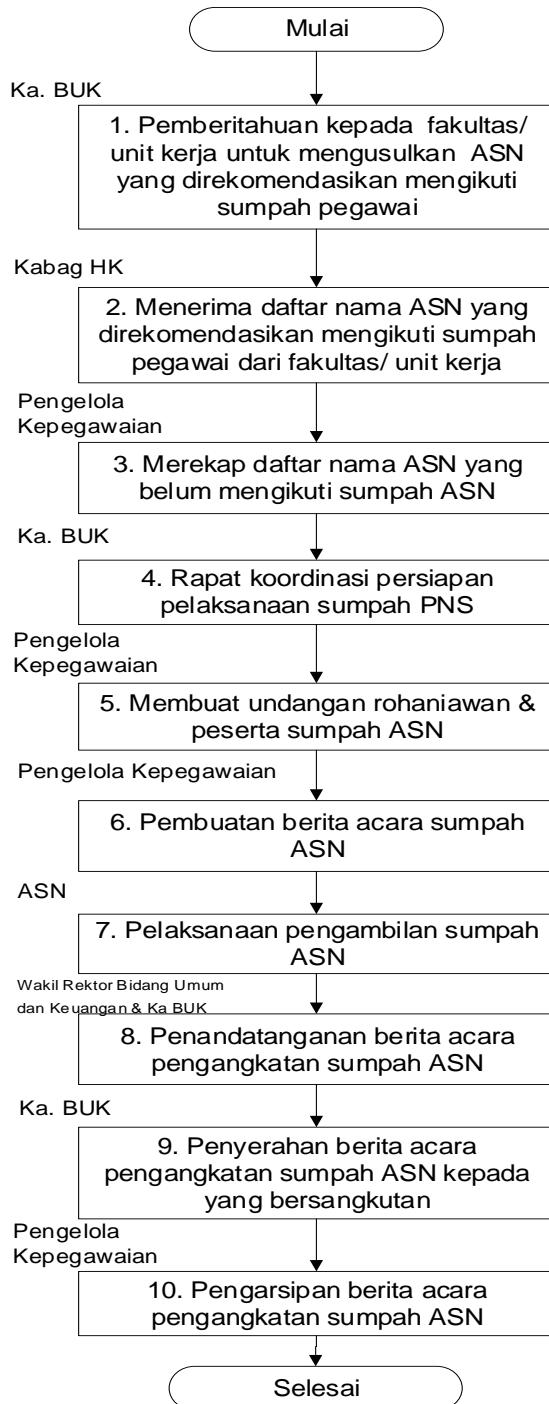 Mulai
Ka. BUK
1. Pemberitahuan kepada fakultas/
unit kerja untuk mengusulkan ASN
yang direkomendasikan mengikuti
sumpah pegawai
Kabag HK
2. Menerima daftar nama ASN yang
direkomendasikan mengikuti sumpah
pegawai dari fakultas/ unit kerja
Pengelola
Kepegawaian
3. Merekap daftar nama ASN yang
belum mengikuti sumpah ASN
Ka. BUK
4. Rapat koordinasi persiapan
pelaksanaan sumpah PNS
Pengelola
Kepegawaian
5. Membuat undangan rohaniawan &
peserta sumpah ASN
Pengelola Kepegawaian
6. Pembuatan berita acara sumpah
ASN
ASN
7. Pelaksanaan pengambilan sumpah
ASN
Wakil Rektor Bidang Umum
dan Keuangan & Ka BUK
8. Penandatanganan berita acara
pengangkatan sumpah ASN
Ka. BUK
9. Penyerahan berita acara
pengangkatan sumpah ASN kepada
yang bersangkutan
Pengelola
Kepegawaian
10. Pengarsipan berita acara
pengangkatan sumpah ASN
Selesai